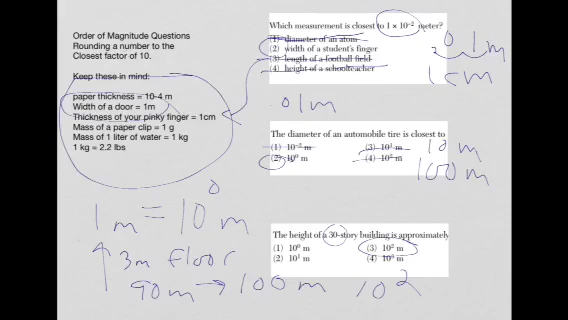 Order of Magnitude Questions
Rounding a number to the
Closest factor of 10.
Keep these in mind:
paper thickness = 10-4 m
Width of a door = 1m
Thickness of your pinky finger = 1cm
Mass of a paper clip = 1 g
Mass of 1 liter of water = 1 kg
1 kg = 2.2 lbs
1m = 10⁰ m
3m floor
90m → 100m 10²
Which measurement is closest to 1 × 10⁻² meter?
(1) diameter of an atom
(2) width of a student's finger
(3) length of a football field
(4) height of a schoolteacher
1cm
.01m
The diameter of an automobile tire is closest to
(1) 10⁻² m
(2) 10⁰ m
(3) 10¹ m
(4) 10² m
10 m
100 m
The height of a 30-story building is approximately
(1) 10⁰ m
(2) 10¹ m
(3) 10² m
(4) 10³ m